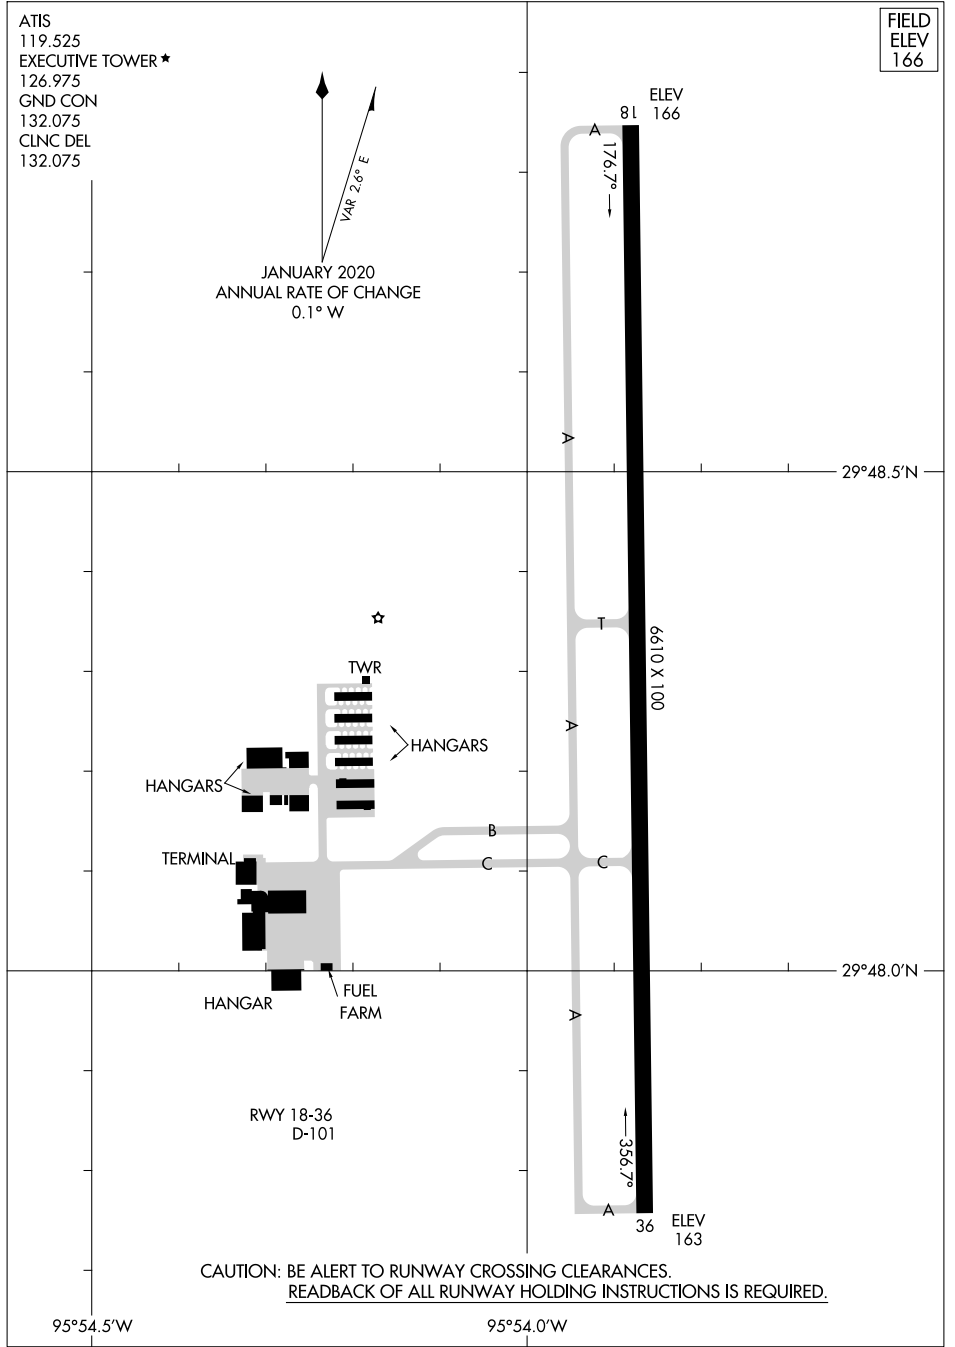 ATIS
119.525
EXECUTIVE TOWER ★
126.975
GND CON
132.075
CLNC DEL
132.075
FIELD
ELEV
166
VAR 2.6° E
JANUARY 2020
ANNUAL RATE OF CHANGE
0.1° W
18
ELEV
166
A
176.7°
A
29°48.5'N
T
6610 X 100
TWR
A
HANGARS
HANGARS
B
TERMINAL
C
C
29°48.0'N
HANGAR
FUEL
FARM
A
RWY 18-36
D-101
356.7°
A
36
ELEV
163
CAUTION: BE ALERT TO RUNWAY CROSSING CLEARANCES.
READBACK OF ALL RUNWAY HOLDING INSTRUCTIONS IS REQUIRED.
95°54.5'W
95°54.0'W